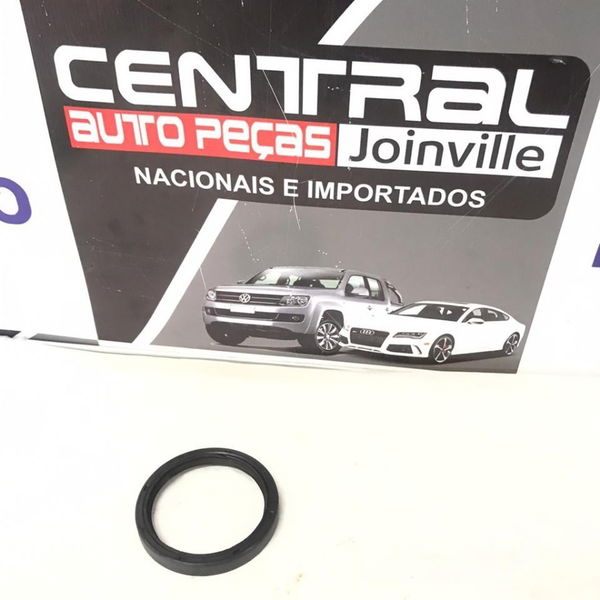 CENTRAL
AUTO PEÇAS Joinville
NACIONAIS E IMPORTADOS